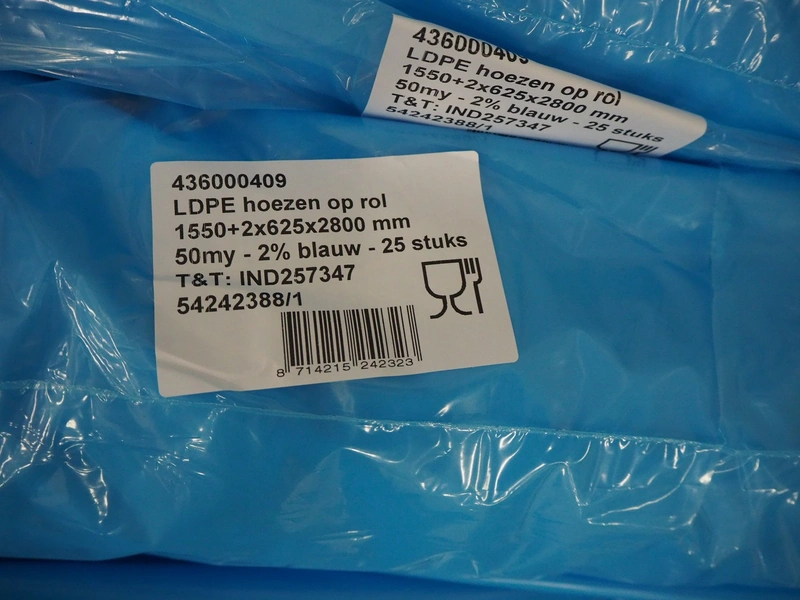 436000409
LDPE hoezen op rol
1550+2x625x2800 mm
50my - 2% blauw - 25 stuks
T&T: IND257347
54242388/1
436000409
LDPE hoezen op rol
1550+2x625x2800 mm
50my - 2% blauw - 25 stuks
T&T: IND257347
54242388/1
8 714215 242323